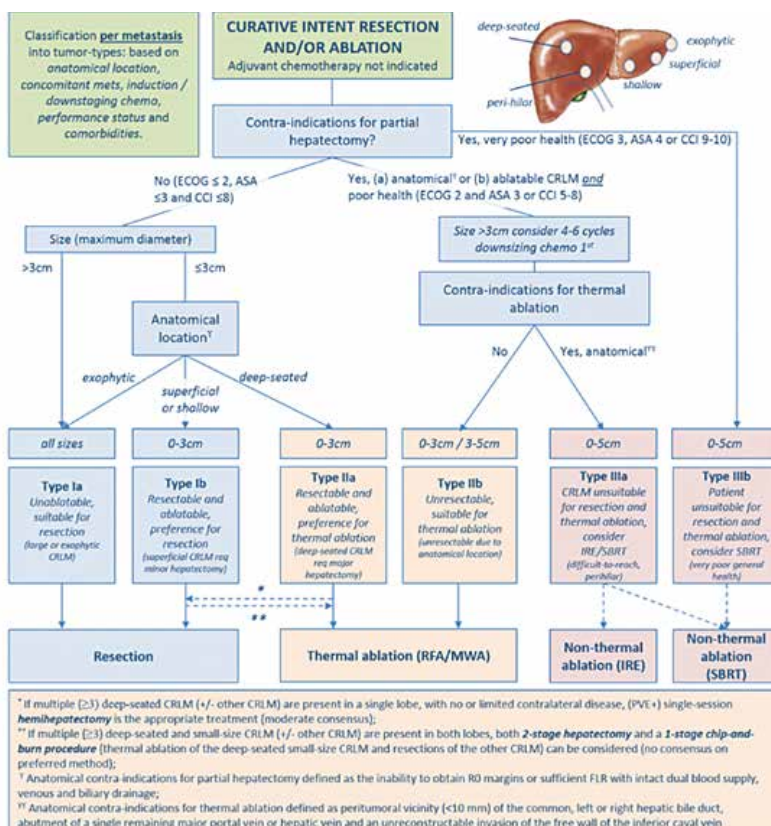 Classification per metastasis
into tumor-types: based on
anatomical location,
concomitant mets, induction /
downstaging chemo,
performance status and
comorbidities.
CURATIVE INTENT RESECTION
AND/OR ABLATION
Adjuvant chemotherapy not indicated
deep-seated
exophytic
superficial
shallow
peri-hilar
Contra-indications for partial
hepatectomy?
Yes, very poor health (ECOG 3, ASA 4 or CCI 9-10)
No (ECOG ≤ 2, ASA
≤3 and CCI ≤8)
Yes, (a) anatomical† or (b) ablatable CRLM and
poor health (ECOG 2 and ASA 3 or CCI 5-8)
Size (maximum diameter)
Size >3cm consider 4-6 cycles
downsizing chemo 1st
>3cm
≤3cm
Contra-indications for thermal
ablation
Anatomical
location†
No
Yes, anatomical††
exophytic
superficial
or shallow
deep-seated
all sizes
0-3cm
0-3cm
0-3cm / 3-5cm
0-5cm
0-5cm
Type Ia
Unablatable,
suitable for
resection
(large or exophytic
CRLM)
Type Ib
Resectable and
ablatable,
preference for
resection
(superficial CRLM req
minor hepatectomy)
Type IIa
Resectable and
ablatable,
preference for
thermal ablation
(deep-seated CRLM
req major
hepatectomy)
Type IIb
Unresectable,
suitable for
thermal ablation
(unresectable due to
anatomical location)
Type IIIa
CRLM unsuitable
for resection
and thermal
ablation,
consider
IRE/SBRT
(difficult-to-reach,
perihilar)
Type IIIb
Patient
unsuitable for
resection and
thermal ablation,
consider SBRT
(very poor general
health)
*
**
Resection
Thermal ablation (RFA/MWA)
Non-thermal
ablation (IRE)
Non-thermal
ablation
(SBRT)
* If multiple (≥3) deep-seated CRLM (+/- other CRLM) are present in a single lobe, with no or limited contralateral disease, (PVE+) single-session
hemihepatectomy is the appropriate treatment (moderate consensus);
** If multiple (≥3) deep-seated and small-size CRLM (+/- other CRLM) are present in both lobes, both 2-stage hepatectomy and a 1-stage chip-and-
burn procedure (thermal ablation of the deep-seated small-size CRLM and resections of the other CRLM) can be considered (no consensus on
preferred method);
† Anatomical contra-indications for partial hepatectomy defined as the inability to obtain R0 margins or sufficient FLR with intact dual blood supply,
venous and biliary drainage;
†† Anatomical contra-indications for thermal ablation defined as peritumoral vicinity (<10 mm) of the common, left or right hepatic bile duct,
abutment of a single remaining major portal vein or hepatic vein and an unreconstructable invasion of the free wall of the inferior caval vein